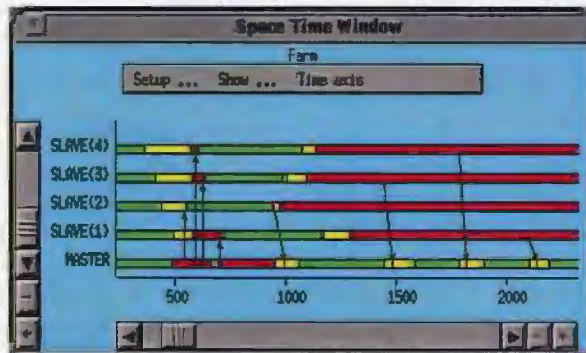 Space Time Window
Farm
Setup ... Show ... Time axis
SLAVE(4)
SLAVE(3)
SLAVE(2)
SLAVE(1)
MASTER
500 1000 1500 2000